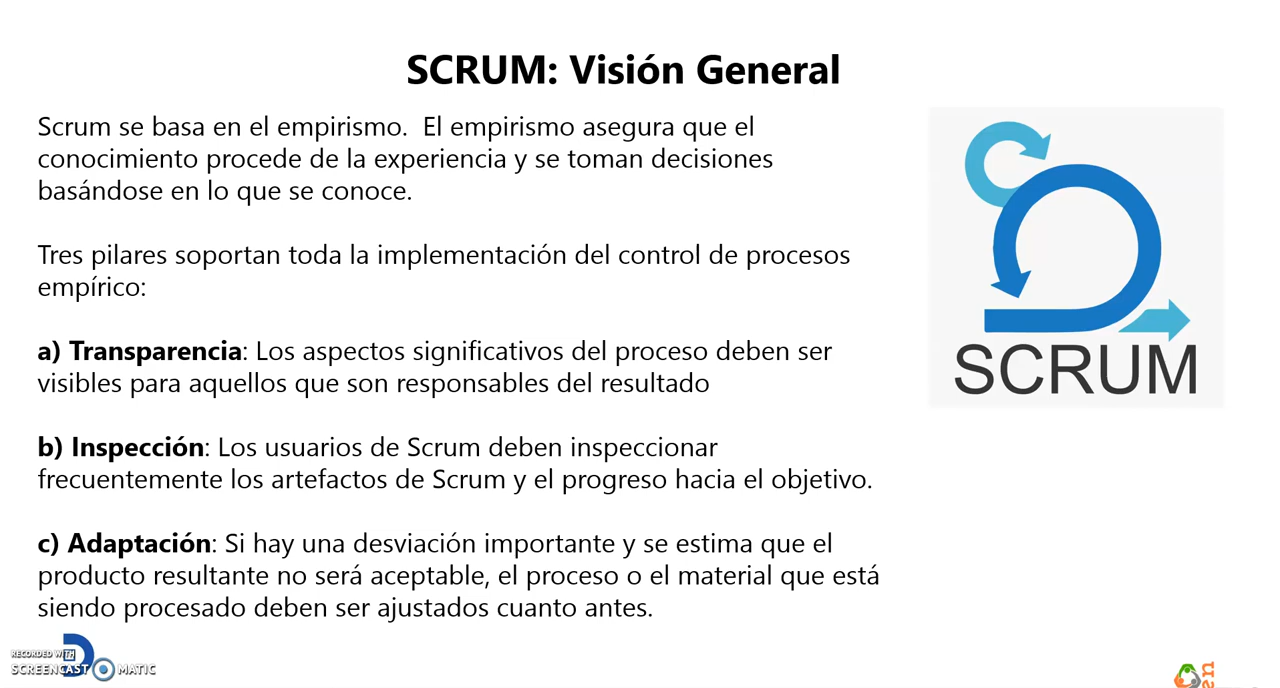 SCRUM: Visión General
Scrum se basa en el empirismo.  El empirismo asegura que el
conocimiento procede de la experiencia y se toman decisiones
basándose en lo que se conoce.
Tres pilares soportan toda la implementación del control de procesos
empírico:
a) Transparencia: Los aspectos significativos del proceso deben ser
visibles para aquellos que son responsables del resultado
b) Inspección: Los usuarios de Scrum deben inspeccionar
frecuentemente los artefactos de Scrum y el progreso hacia el objetivo.
c) Adaptación: Si hay una desviación importante y se estima que el
producto resultante no será aceptable, el proceso o el material que está
siendo procesado deben ser ajustados cuanto antes.
SCRUM
RECORDED WITH
SCREENCAST MATIC